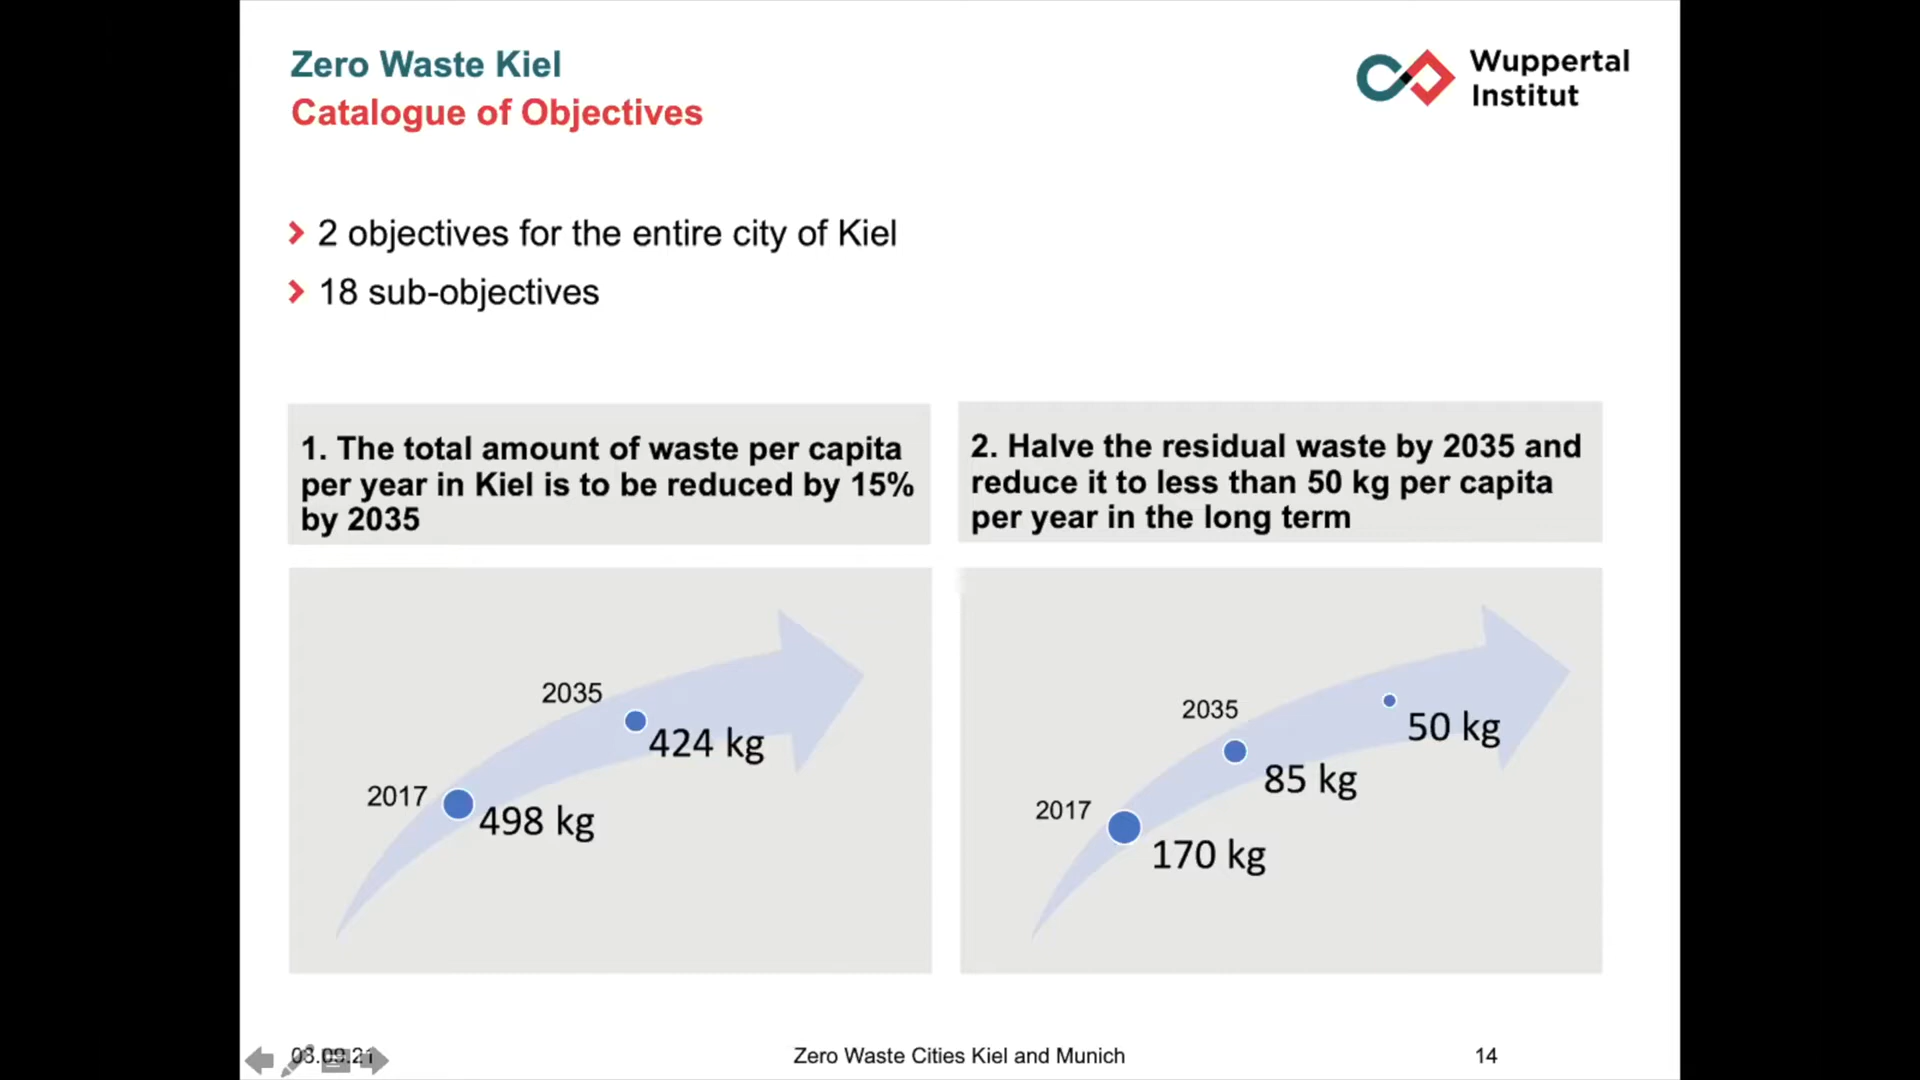 Zero Waste Kiel
Catalogue of Objectives
Wuppertal
Institut
2 objectives for the entire city of Kiel
18 sub-objectives
1. The total amount of waste per capita
per year in Kiel is to be reduced by 15%
by 2035
2. Halve the residual waste by 2035 and
reduce it to less than 50 kg per capita
per year in the long term
2035
424 kg
2017
498 kg
50 kg
2035
85 kg
2017
170 kg
03.09.21
Zero Waste Cities Kiel and Munich
14